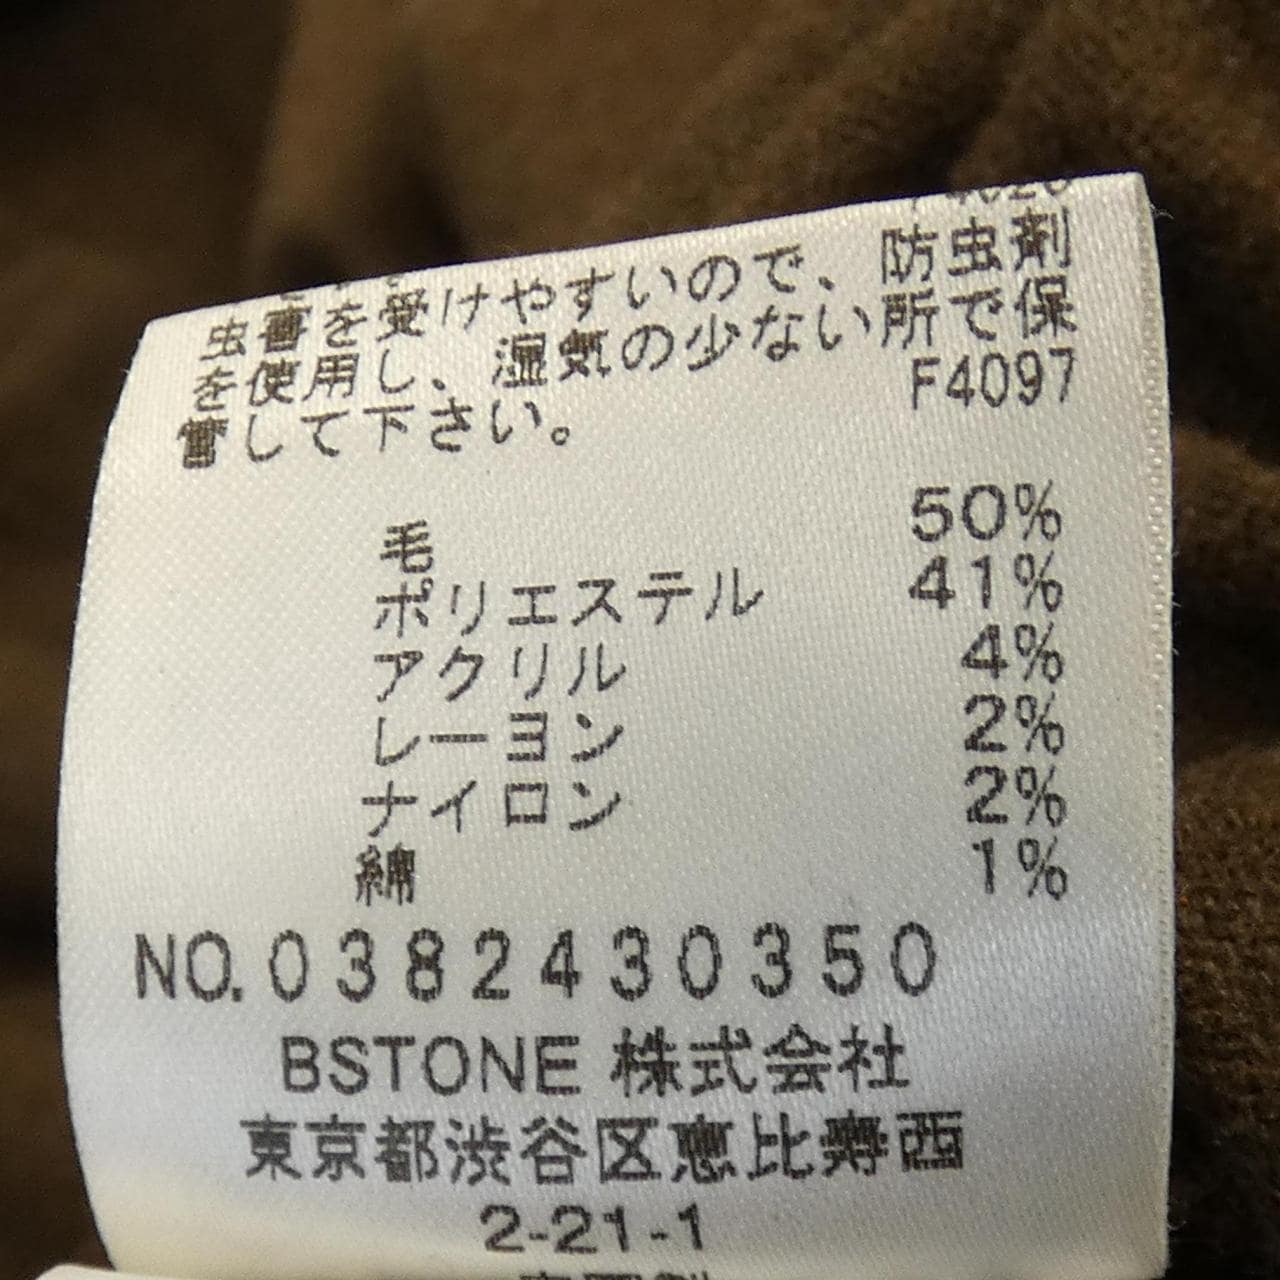 虫害を受けやすいので、防虫剤
を使用し、湿気の少ない所で保
管して下さい。
F4097
毛 50%
ポリエステル 41%
アクリル 4%
レーヨン 2%
ナイロン 2%
綿 1%
NO.0382430350
BSTONE 株式会社
東京都渋谷区恵比寿西
2-21-1